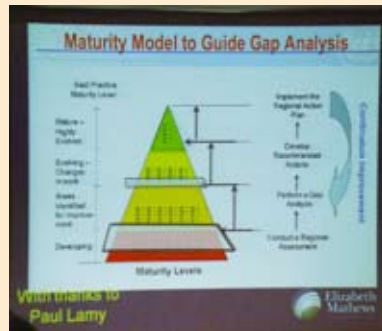 Maturity Model to Guide Gap Analysis
Best Practice
Maturity Level
Mature –
Highly
Evolved
Evolving –
Changes
in work
Areas
Identified
for Improve-
ment
Developing
Maturity Levels
Implement the
Regional Action
Plan
Develop
Recommended
Actions
Perform a Gap
Analysis
Conduct a Regional
Assessment
Continuous Improvement
With thanks to
Paul Lamy
Elizabeth
Mathews